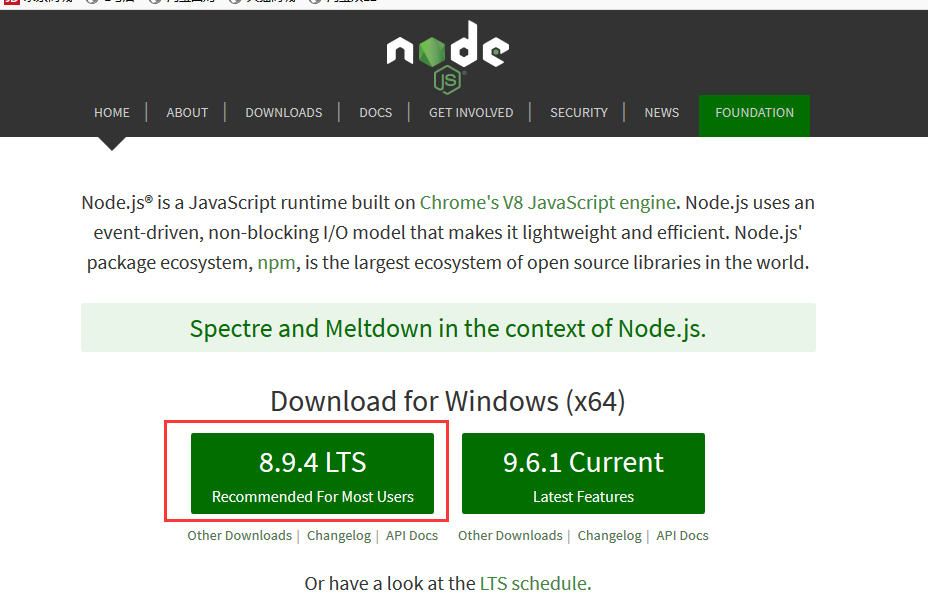 node
JS
HOME
ABOUT
DOWNLOADS
DOCS
GET INVOLVED
SECURITY
NEWS
FOUNDATION
Node.js® is a JavaScript runtime built on Chrome's V8 JavaScript engine. Node.js uses an
event-driven, non-blocking I/O model that makes it lightweight and efficient. Node.js'
package ecosystem, npm, is the largest ecosystem of open source libraries in the world.
Spectre and Meltdown in the context of Node.js.
Download for Windows (x64)
8.9.4 LTS
Recommended For Most Users
9.6.1 Current
Latest Features
Other Downloads | Changelog | API Docs
Other Downloads | Changelog | API Docs
Or have a look at the LTS schedule.